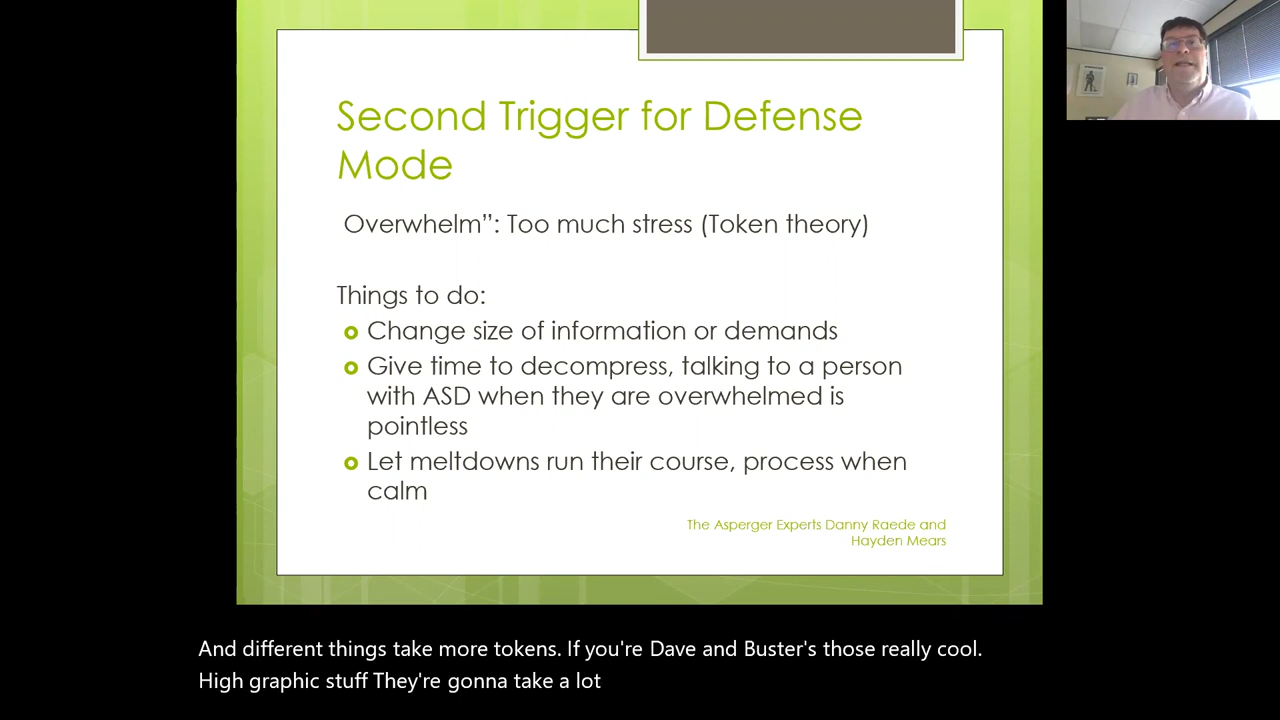 Second Trigger for Defense
Mode
Overwhelm”: Too much stress (Token theory)
Things to do:
Change size of information or demands
Give time to decompress, talking to a person
with ASD when they are overwhelmed is
pointless
Let meltdowns run their course, process when
calm
The Asperger Experts Danny Raede and
Hayden Mears
And different things take more tokens. If you're Dave and Buster's those really cool.
High graphic stuff They're gonna take a lot